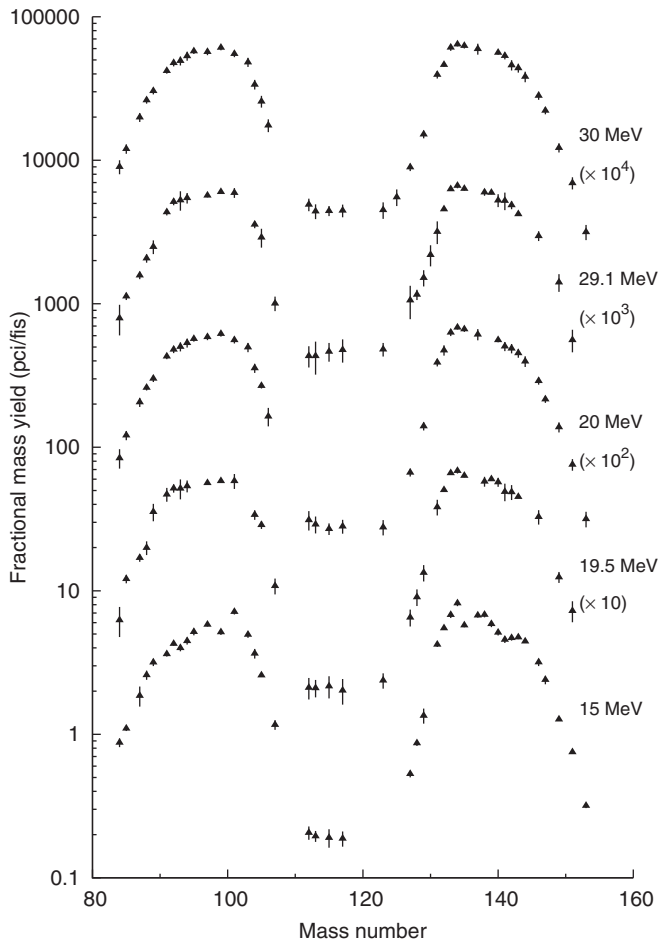 100000
10000
1000
100
10
1
0.1
Fractional mass yield (pci/fis)
30 MeV
(× 10⁴)
29.1 MeV
(× 10³)
20 MeV
(× 10²)
19.5 MeV
(× 10)
15 MeV
80 100 120 140 160
Mass number